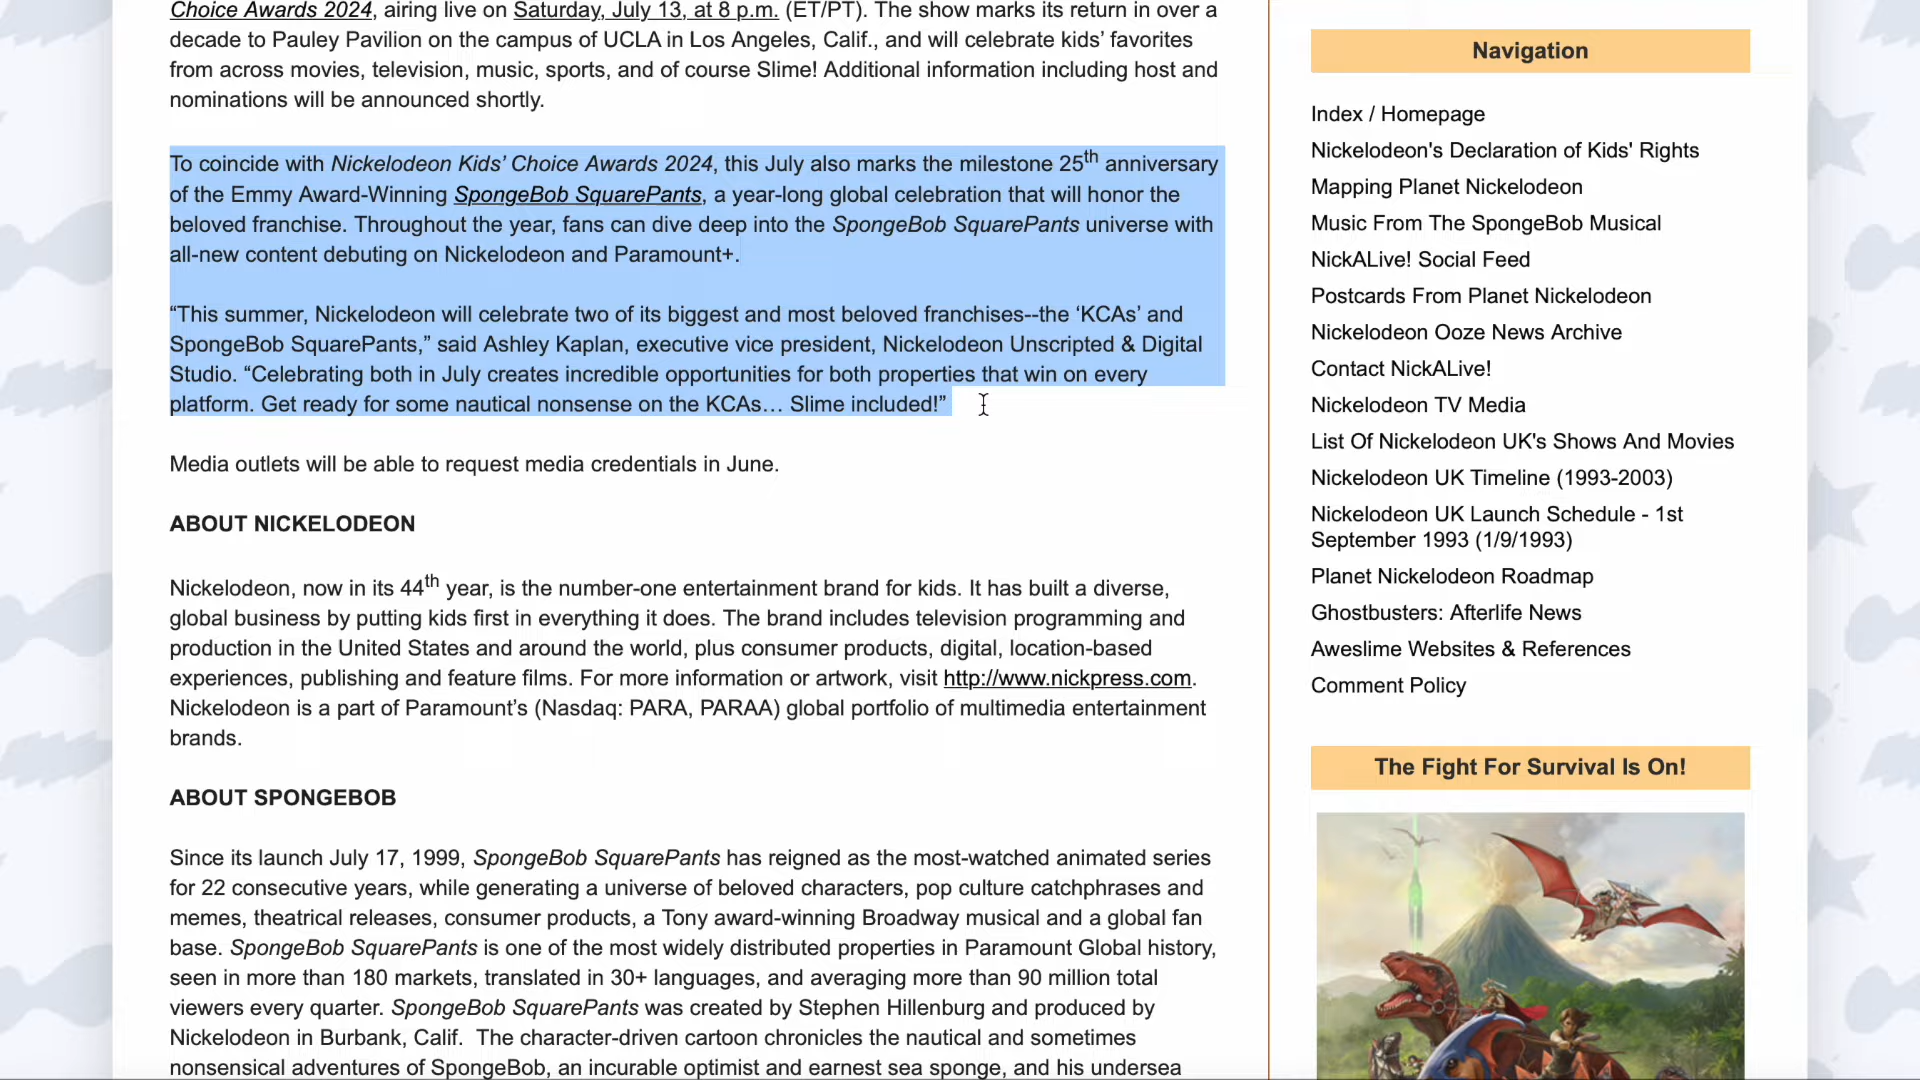 Choice Awards 2024, airing live on Saturday, July 13, at 8 p.m. (ET/PT). The show marks its return in over a
decade to Pauley Pavilion on the campus of UCLA in Los Angeles, Calif., and will celebrate kids’ favorites
from across movies, television, music, sports, and of course Slime! Additional information including host and
nominations will be announced shortly.
To coincide with Nickelodeon Kids’ Choice Awards 2024, this July also marks the milestone 25th anniversary
of the Emmy Award-Winning SpongeBob SquarePants, a year-long global celebration that will honor the
beloved franchise. Throughout the year, fans can dive deep into the SpongeBob SquarePants universe with
all-new content debuting on Nickelodeon and Paramount+.
“This summer, Nickelodeon will celebrate two of its biggest and most beloved franchises--the ‘KCAs’ and
SpongeBob SquarePants,” said Ashley Kaplan, executive vice president, Nickelodeon Unscripted & Digital
Studio. “Celebrating both in July creates incredible opportunities for both properties that win on every
platform. Get ready for some nautical nonsense on the KCAs… Slime included!”
Media outlets will be able to request media credentials in June.
ABOUT NICKELODEON
Nickelodeon, now in its 44th year, is the number-one entertainment brand for kids. It has built a diverse,
global business by putting kids first in everything it does. The brand includes television programming and
production in the United States and around the world, plus consumer products, digital, location-based
experiences, publishing and feature films. For more information or artwork, visit http://www.nickpress.com.
Nickelodeon is a part of Paramount’s (Nasdaq: PARA, PARAA) global portfolio of multimedia entertainment
brands.
ABOUT SPONGEBOB
Since its launch July 17, 1999, SpongeBob SquarePants has reigned as the most-watched animated series
for 22 consecutive years, while generating a universe of beloved characters, pop culture catchphrases and
memes, theatrical releases, consumer products, a Tony award-winning Broadway musical and a global fan
base. SpongeBob SquarePants is one of the most widely distributed properties in Paramount Global history,
seen in more than 180 markets, translated in 30+ languages, and averaging more than 90 million total
viewers every quarter. SpongeBob SquarePants was created by Stephen Hillenburg and produced by
Nickelodeon in Burbank, Calif.  The character-driven cartoon chronicles the nautical and sometimes
nonsensical adventures of SpongeBob, an incurable optimist and earnest sea sponge, and his undersea
Navigation
Index / Homepage
Nickelodeon's Declaration of Kids' Rights
Mapping Planet Nickelodeon
Music From The SpongeBob Musical
NickALive! Social Feed
Postcards From Planet Nickelodeon
Nickelodeon Ooze News Archive
Contact NickALive!
Nickelodeon TV Media
List Of Nickelodeon UK's Shows And Movies
Nickelodeon UK Timeline (1993-2003)
Nickelodeon UK Launch Schedule - 1st
September 1993 (1/9/1993)
Planet Nickelodeon Roadmap
Ghostbusters: Afterlife News
Aweslime Websites & References
Comment Policy
The Fight For Survival Is On!